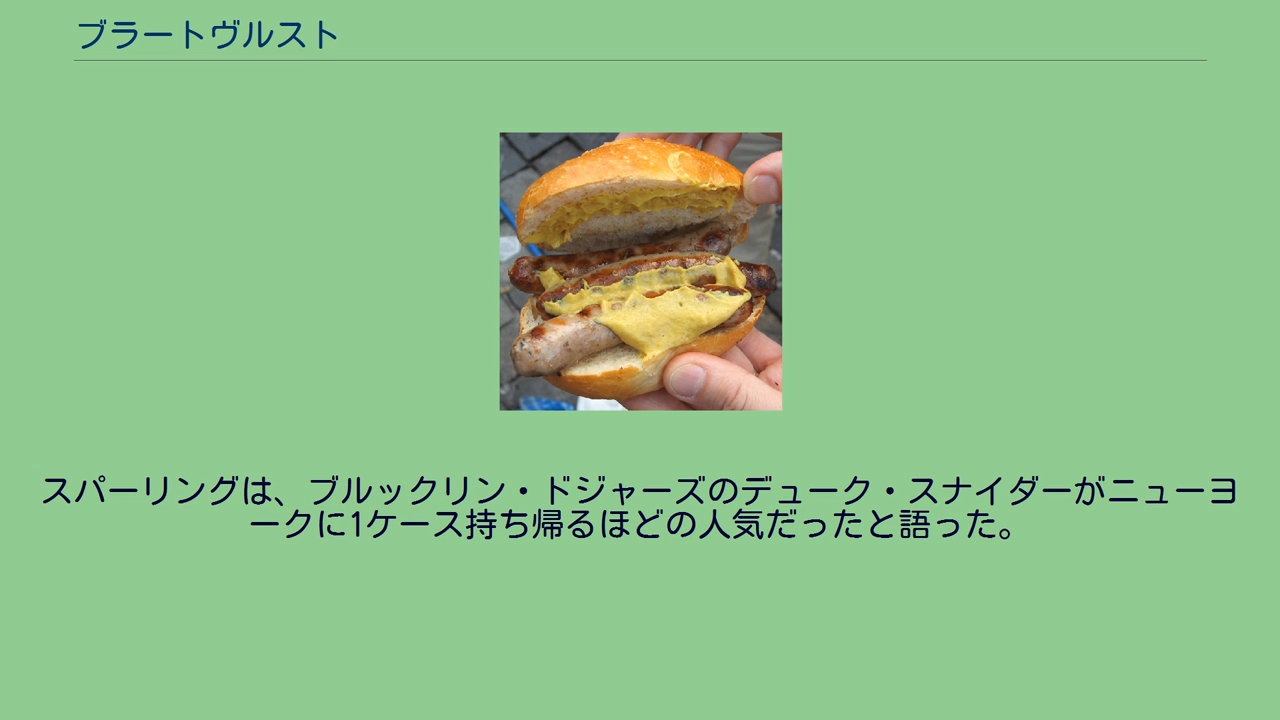 ブラートヴルスト
スパーリングは、ブルックリン・ドジャーズのデューク・スナイダーがニューヨ
ークに1ケース持ち帰るほどの人気だったと語った。